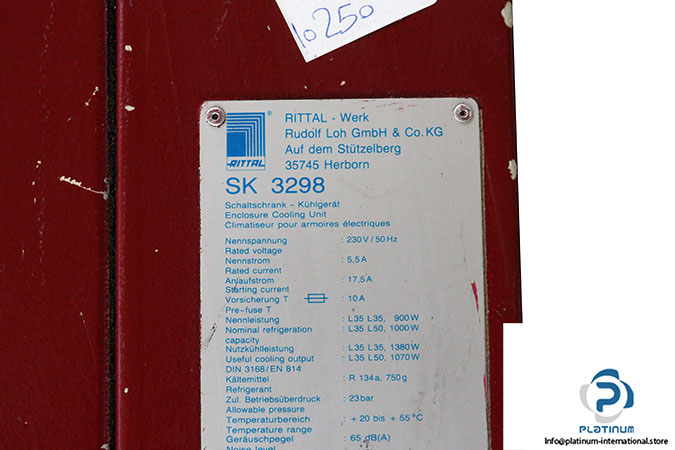 10250
RITTAL
®
RITTAL - Werk
Rudolf Loh GmbH & Co. KG
Auf dem Stützelberg
35745 Herborn
SK 3298
Schaltschrank - Kühlgerät
Enclosure Cooling Unit
Climatiseur pour armoires électriques
Nennspannung : 230 V / 50 Hz
Rated voltage
Nennstrom : 5,5 A
Rated current
Anlaufstrom : 17,5 A
Starting current
Vorsicherung T : 10 A
Pre-fuse T
Nennleistung : L35 L35, 900 W
Nominal refrigeration : L35 L50, 1000 W
capacity
Nutzkühlleistung : L35 L35, 1380 W
Useful cooling output : L35 L50, 1070 W
DIN 3168/EN 814
Kältemittel : R 134a, 750 g
Refrigerant
Zul. Betriebsüberdruck : 23 bar
Allowable pressure
Temperaturbereich : + 20 bis + 55 °C
Temperature range
Geräuschpegel : 65 dB(A)
Noise level
PLATINUM
Info@platinum-international.store